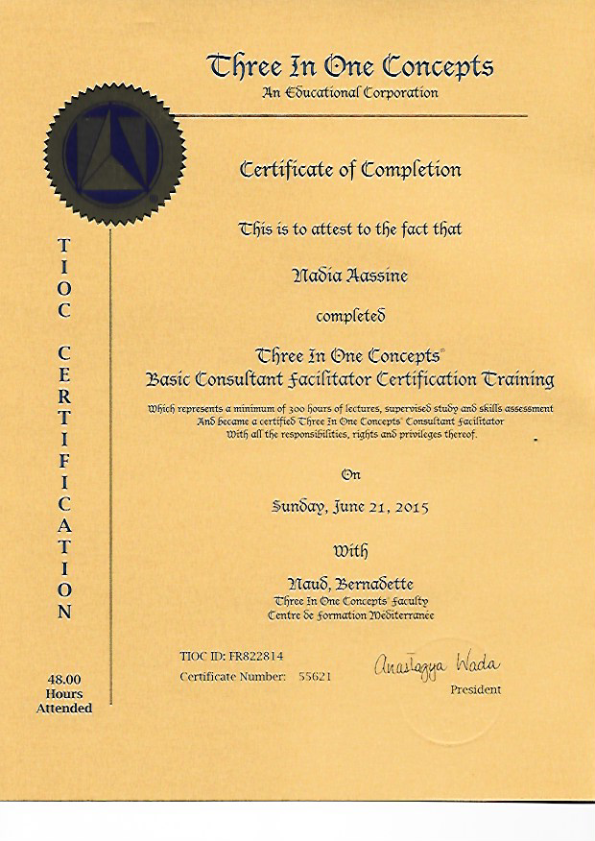 Three In One Concepts
An Educational Corporation
®
Certificate of Completion
This is to attest to the fact that
Nadia Aassine
completed
Three In One Concepts®
Basic Consultant Facilitator Certification Training
Which represents a minimum of 300 hours of lectures, supervised study and skills assessment
And became a certified Three In One Concepts® Consultant Facilitator
With all the responsibilities, rights and privileges thereof.
On
Sunday, June 21, 2015
With
Naud, Bernadette
Three In One Concepts® Faculty
Centre de Formation Méditerranée
TIOC CERTIFICATION
48.00
Hours
Attended
TIOC ID: FR822814
Certificate Number: 55621
Anastasya Wada
President